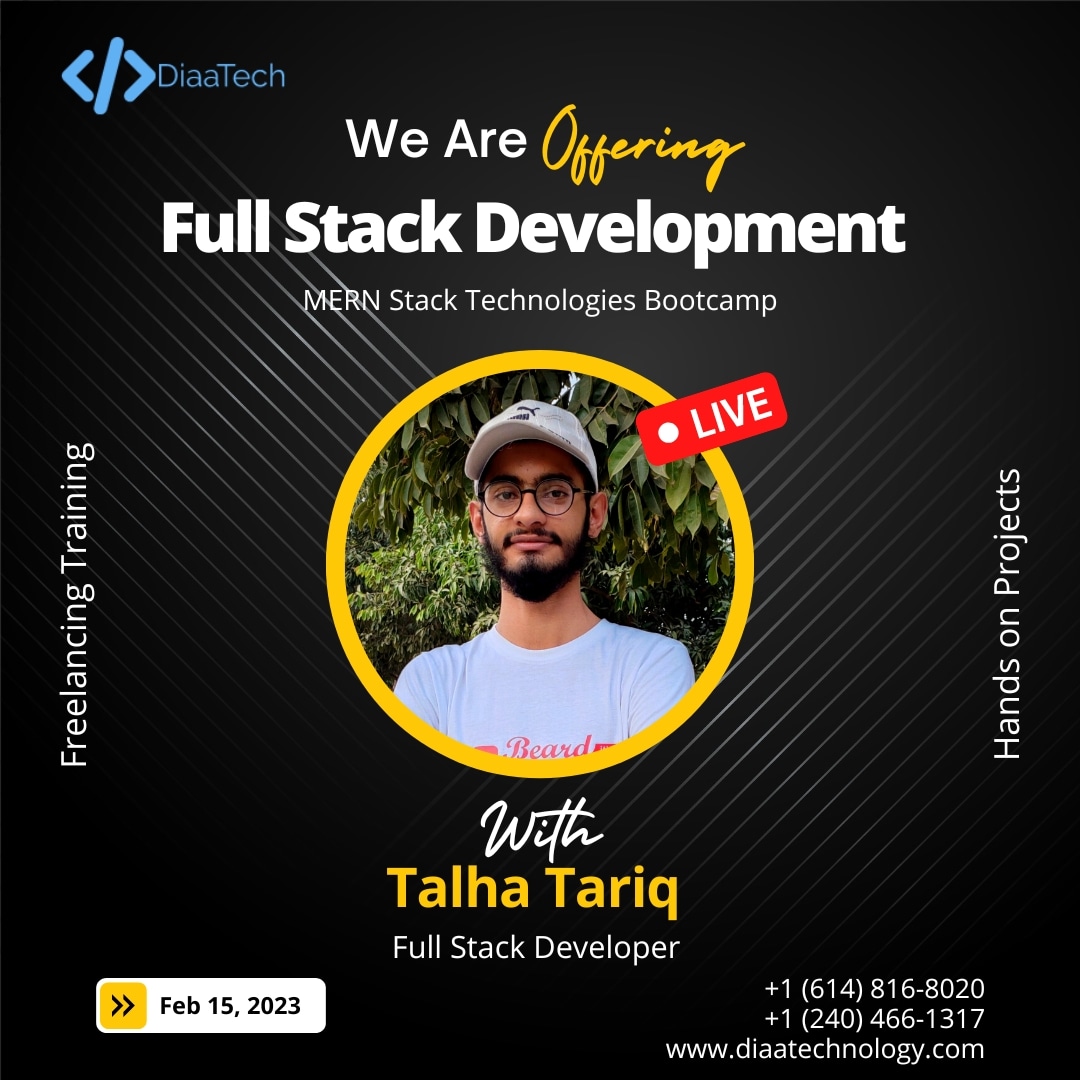 DiaaTech
We Are Offering
Full Stack Development
MERN Stack Technologies Bootcamp
LIVE
Freelancing Training
Hands on Projects
Beard
With
Talha Tariq
Full Stack Developer
Feb 15, 2023
+1 (614) 816-8020
+1 (240) 466-1317
www.diaatechnology.com